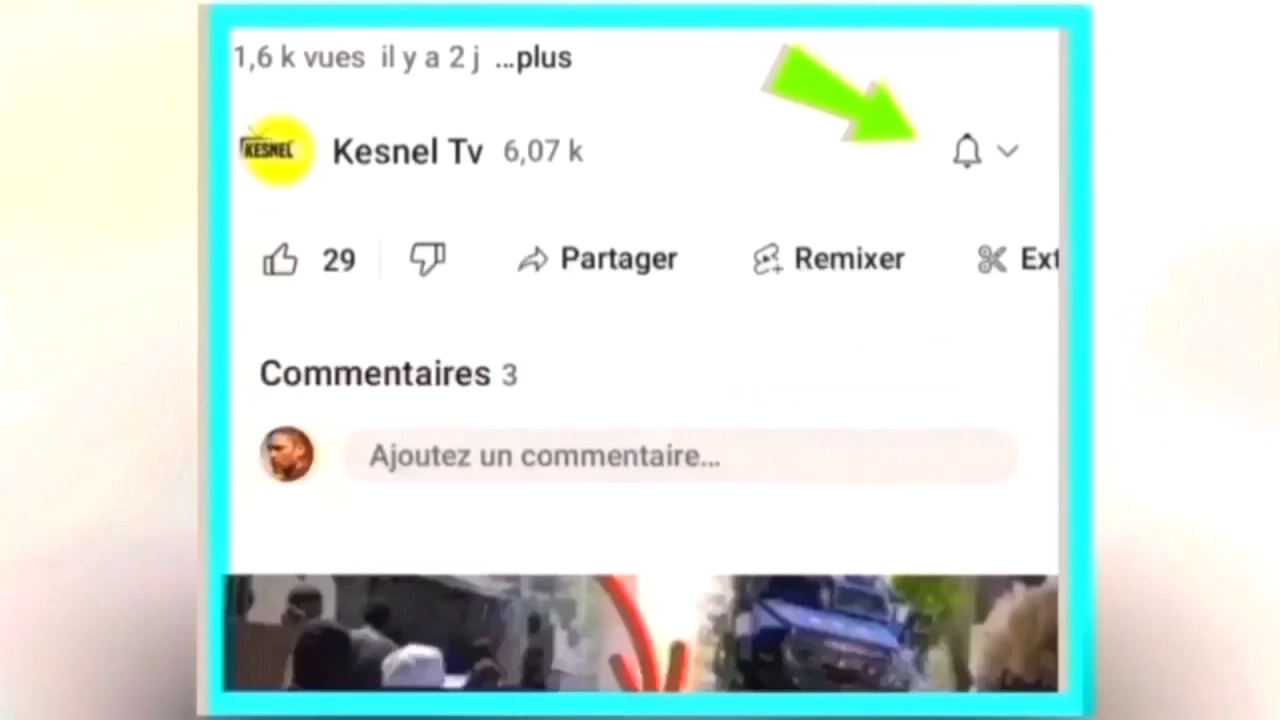 1,6 k vues il y a 2 j ...plus
KESNEL
Kesnel Tv 6,07 k
29 Partager Remixer Ext
Commentaires 3
Ajoutez un commentaire...